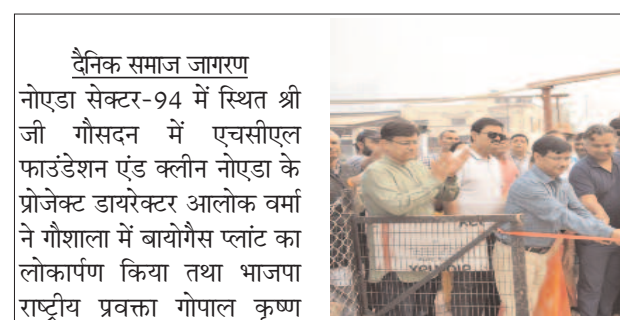 दैनिक समाज जागरण
नोएडा सेक्टर-94 में स्थित श्री
जी गौसदन में एचसीएल
फाउंडेशन एंड क्लीन नोएडा के
प्रोजेक्ट डायरेक्टर आलोक वर्मा
ने गौशाला में बायोगैस प्लांट का
लोकार्पण किया तथा भाजपा
राष्ट्रीय प्रवक्ता गोपाल कृष्ण